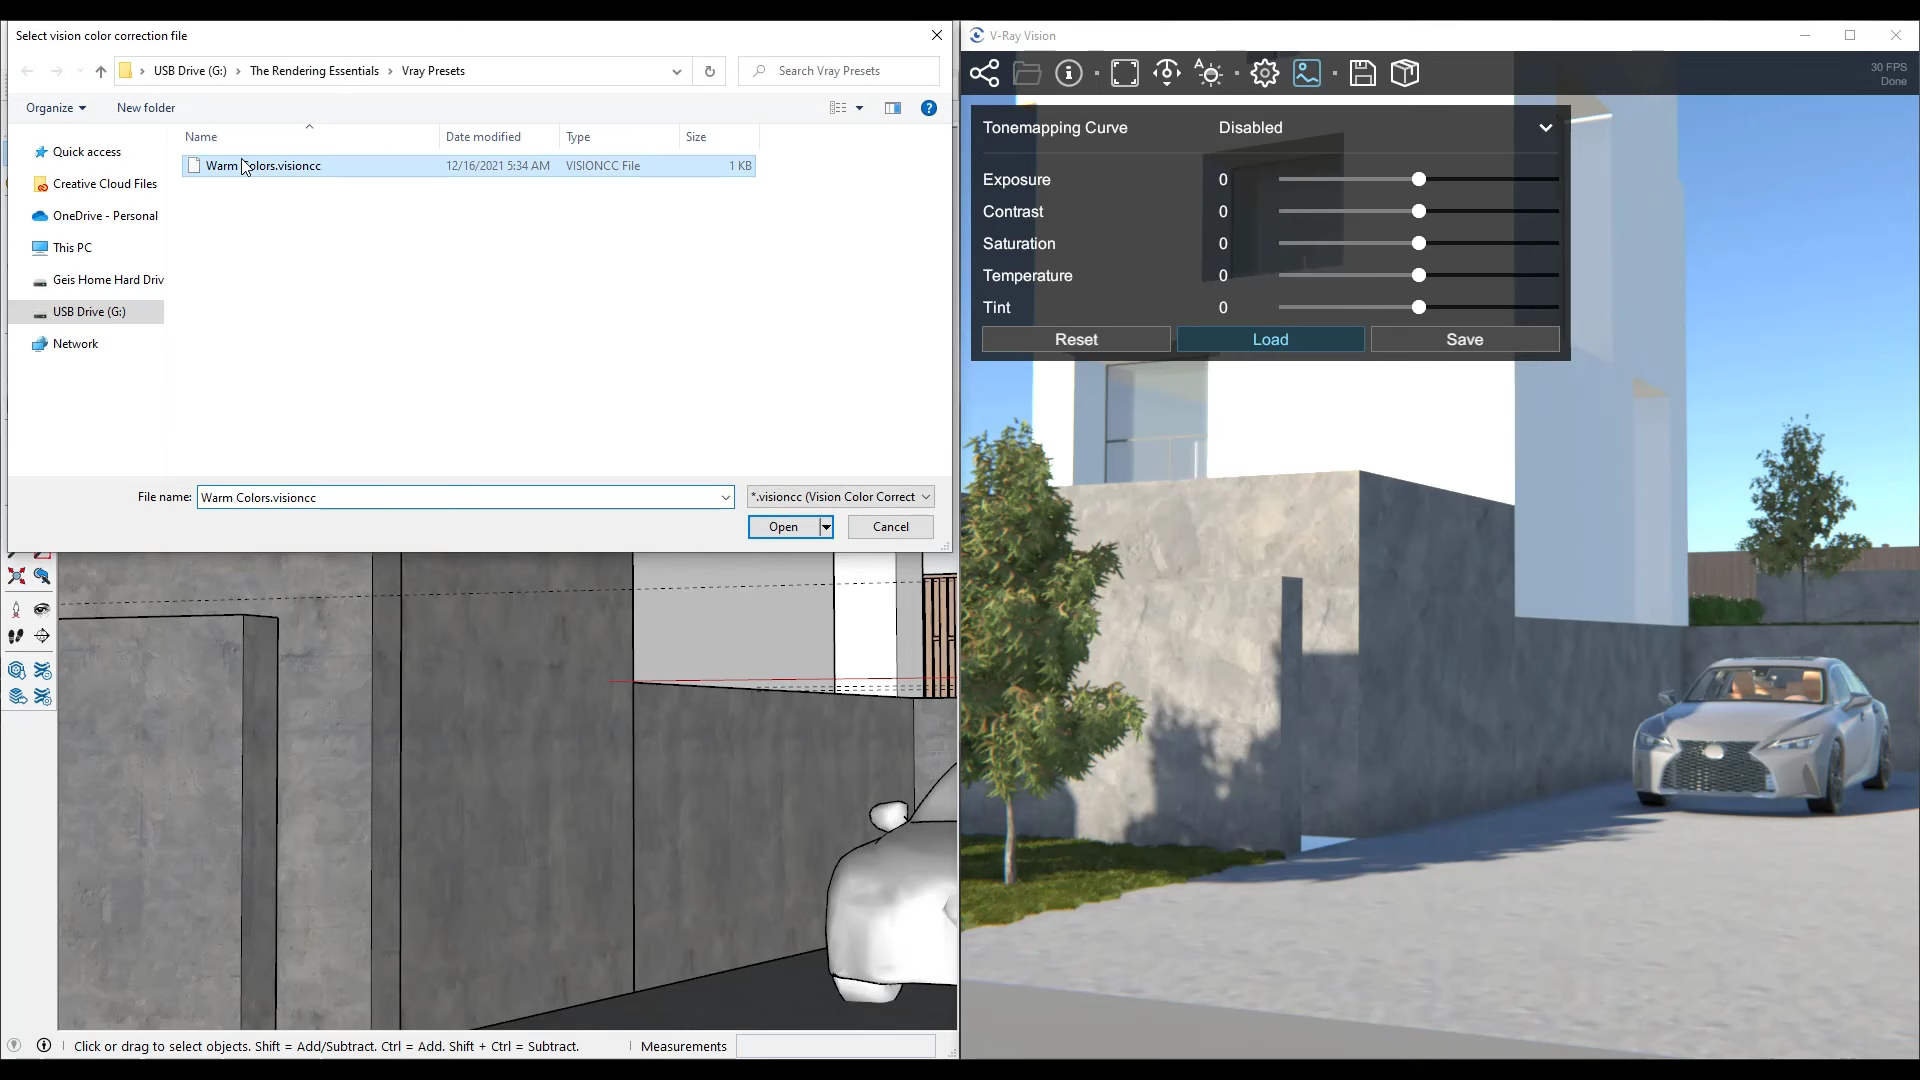 Select vision color correction file
USB Drive (G:) › The Rendering Essentials › Vray Presets
Search Vray Presets
Organize
New folder
Name
Date modified
Type
Size
Warm Colors.visioncc
12/16/2021 5:34 AM
VISIONCC File
1 KB
Quick access
Creative Cloud Files
OneDrive - Personal
This PC
Geis Home Hard Driv
USB Drive (G:)
Network
File name:
Warm Colors.visioncc
*.visioncc (Vision Color Correct
Open
Cancel
Click or drag to select objects. Shift = Add/Subtract. Ctrl = Add. Shift + Ctrl = Subtract.
Measurements
V-Ray Vision
30 FPS
Done
Tonemapping Curve
Disabled
Exposure 0
Contrast 0
Saturation 0
Temperature 0
Tint 0
Reset
Load
Save